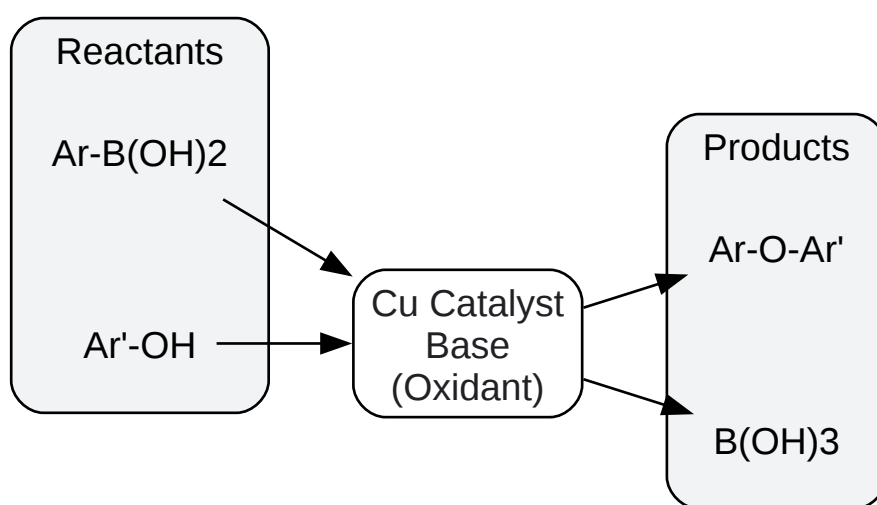 Reactants
Ar-B(OH)2
Ar'-OH
Cu Catalyst
Base
(Oxidant)
Products
Ar-O-Ar'
B(OH)3